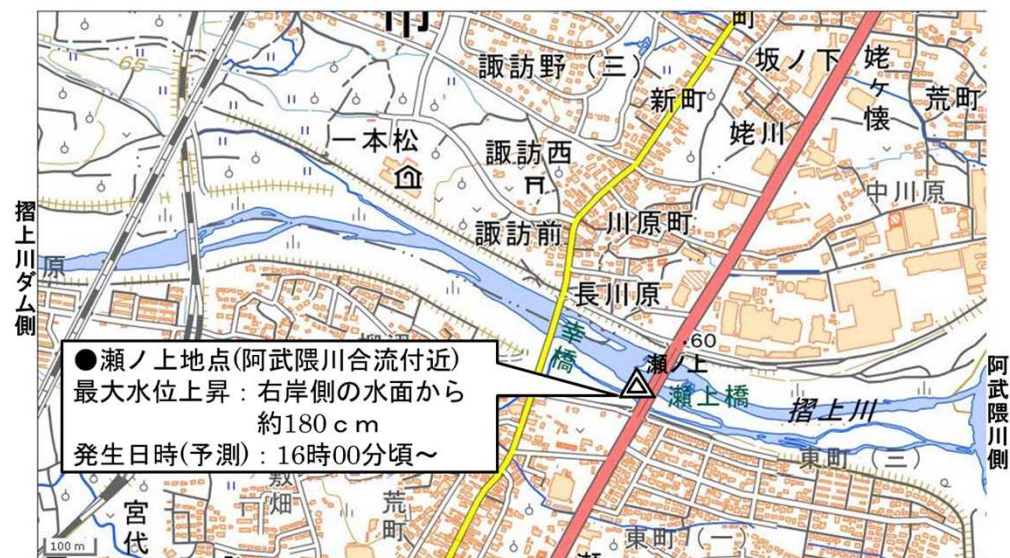 町
65
諏訪野（三）
坂ノ下
姥ケ懐
荒町
新町
姥川
一本松
諏訪西
中川原
摺上川ダム側
原
諏訪前
川原町
長川原
幸橋
.60
瀬ノ上
瀬上橋
摺上川
阿武隈川側
●瀬ノ上地点(阿武隈川合流付近)
最大水位上昇：右岸側の水面から
約180ｃｍ
発生日時(予測)：16時00分頃～
東町（三）
敷畑
荒町
宮代
東町（一）
100 m